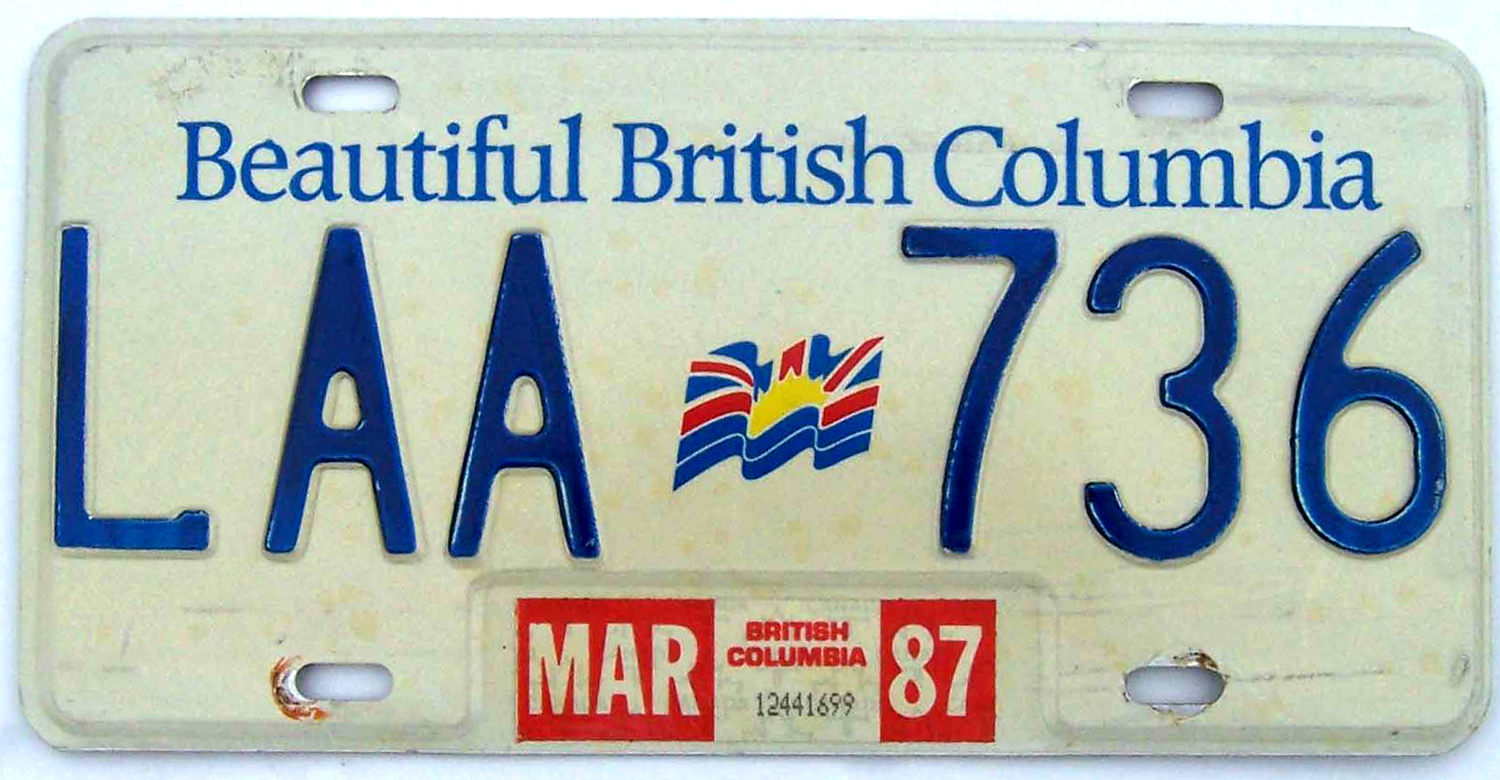 Beautiful British Columbia
LAA 736
MAR BRITISH COLUMBIA 87
12441699